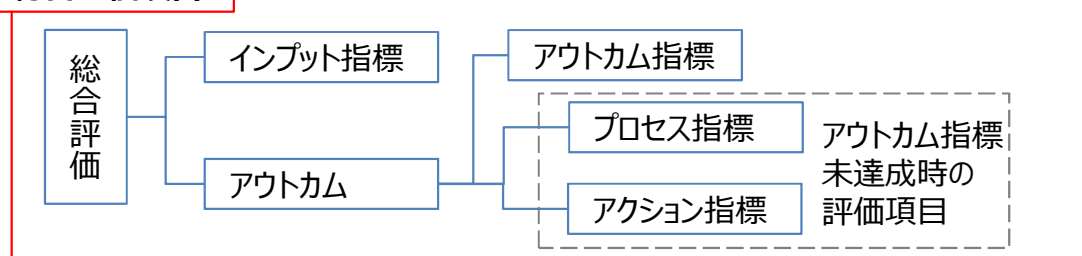 総合評価
インプット指標
アウトカム
アウトカム指標
プロセス指標
アクション指標
アウトカム指標
未達成時の
評価項目